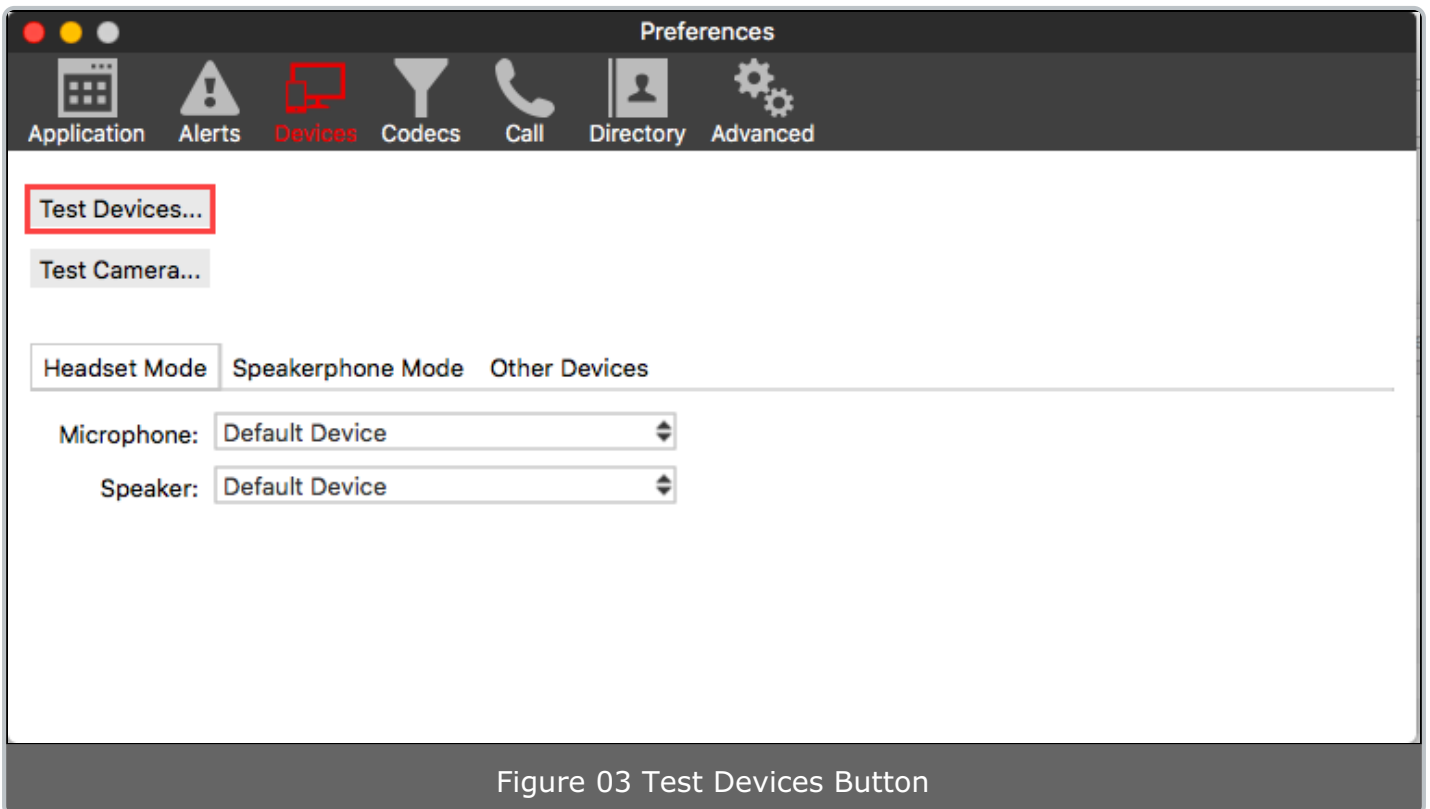 Preferences
Application Alerts Devices Codecs Call Directory Advanced
Test Devices...
Test Camera...
Headset Mode Speakerphone Mode Other Devices
Microphone: Default Device
Speaker: Default Device
Figure 03 Test Devices Button